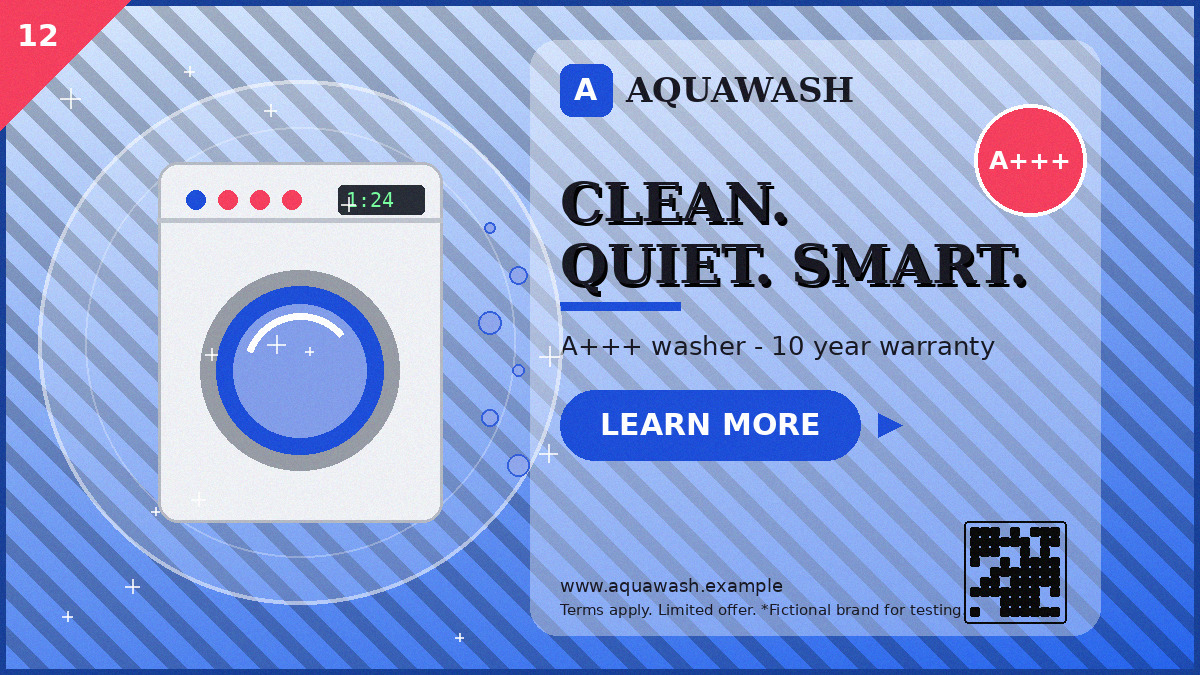 12
A AQUAWASH
A+++
1:24
CLEAN.
QUIET. SMART.
A+++ washer - 10 year warranty
LEARN MORE
www.aquawash.example
Terms apply. Limited offer. *Fictional brand for testing.